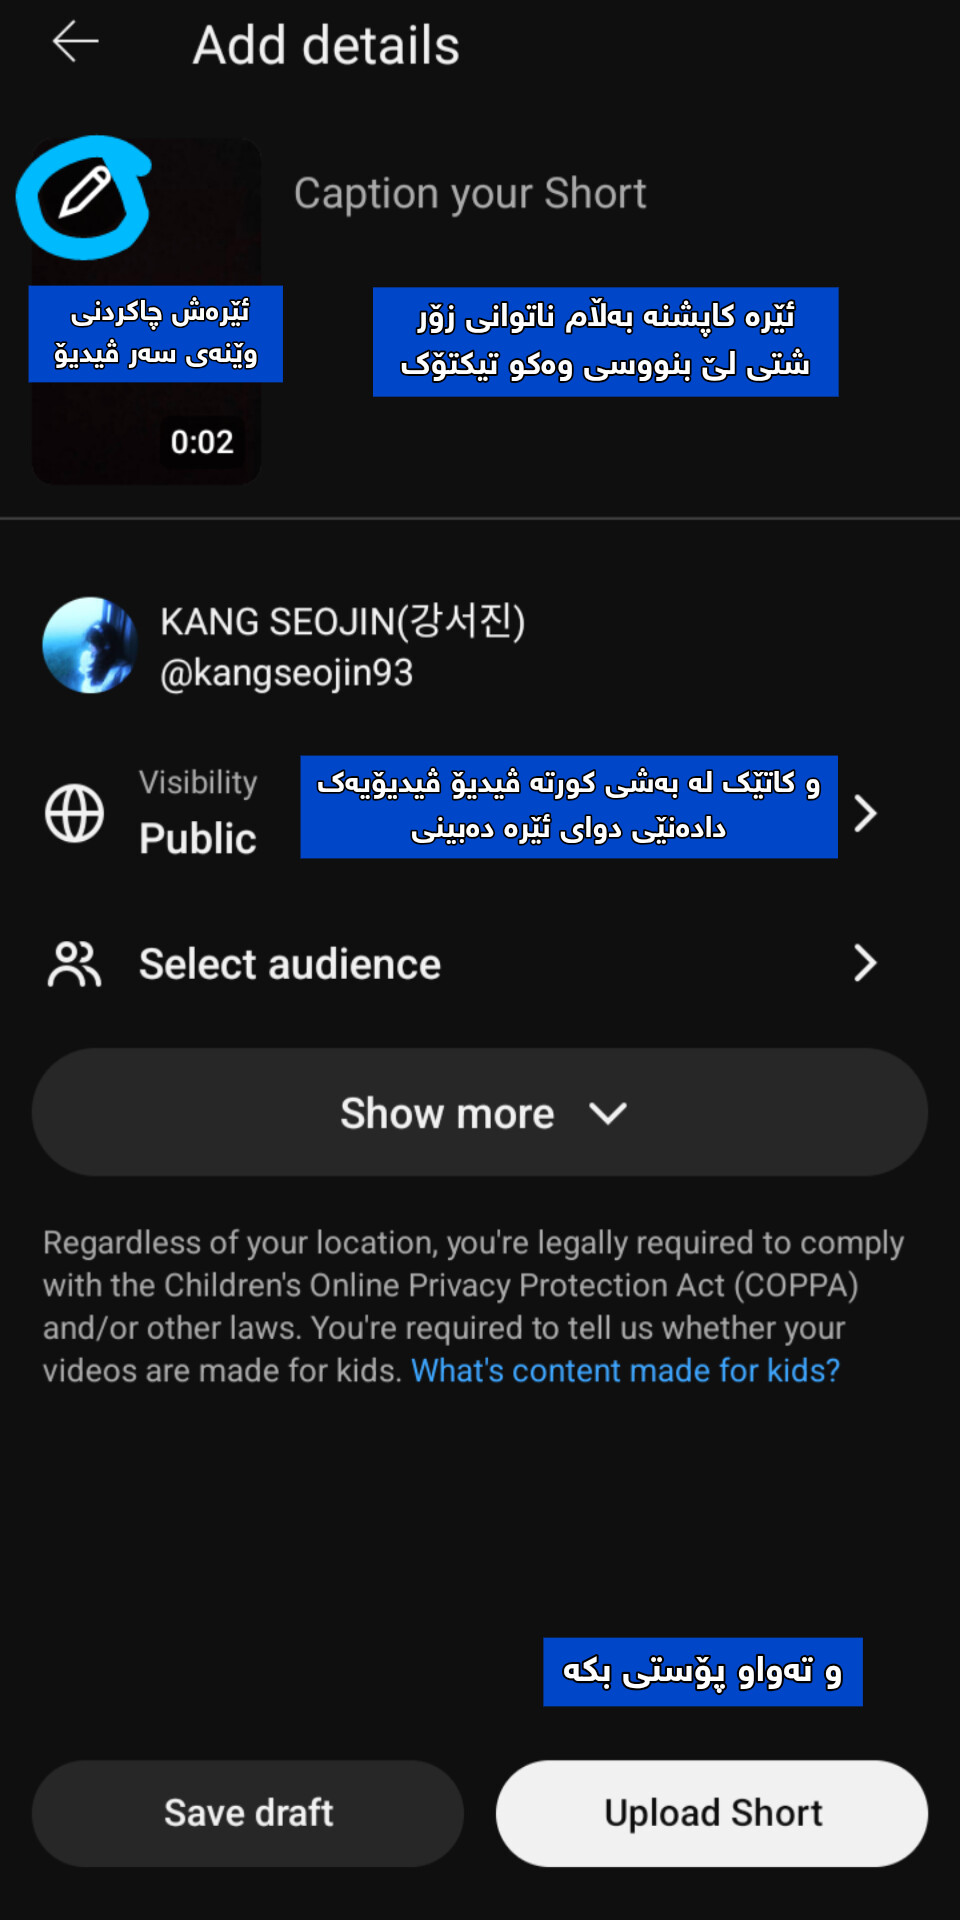 Add details
Caption your Short
ئێرەش چاکردنی
وێنەی سەر ڤیدیۆ
ئێرە کاپشنە بەڵام ناتوانی زۆر
شتی لێ بنووسی وەکو تیکتۆک
0:02
KANG SEOJIN(강서진)
@kangseojin93
Visibility
Public
و کاتێک لە بەشی کورتە ڤیدیۆ ڤیدیۆیەک
دادەنێی دوای ئێرە دەبینی
Select audience
Show more
Regardless of your location, you're legally required to comply
with the Children's Online Privacy Protection Act (COPPA)
and/or other laws. You're required to tell us whether your
videos are made for kids. What's content made for kids?
و تەواو پۆستی بکە
Save draft
Upload Short